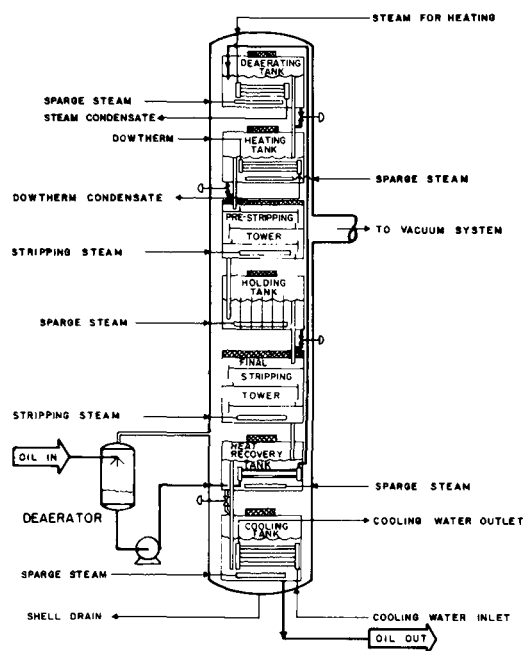 STEAM FOR HEATING
DEAERATING
TANK
SPARGE STEAM
STEAM CONDENSATE
DOWTHERM
HEATING
TANK
SPARGE STEAM
DOWTHERM CONDENSATE
PRE-STRIPPING
TOWER
TO VACUUM SYSTEM
STRIPPING STEAM
HOLDING
TANK
SPARGE STEAM
FINAL
STRIPPING
TOWER
STRIPPING STEAM
HEAT
RECOVERY
TANK
OIL IN
SPARGE STEAM
DEAERATOR
COOLING
TANK
COOLING WATER OUTLET
SPARGE STEAM
SHELL DRAIN
COOLING WATER INLET
OIL OUT